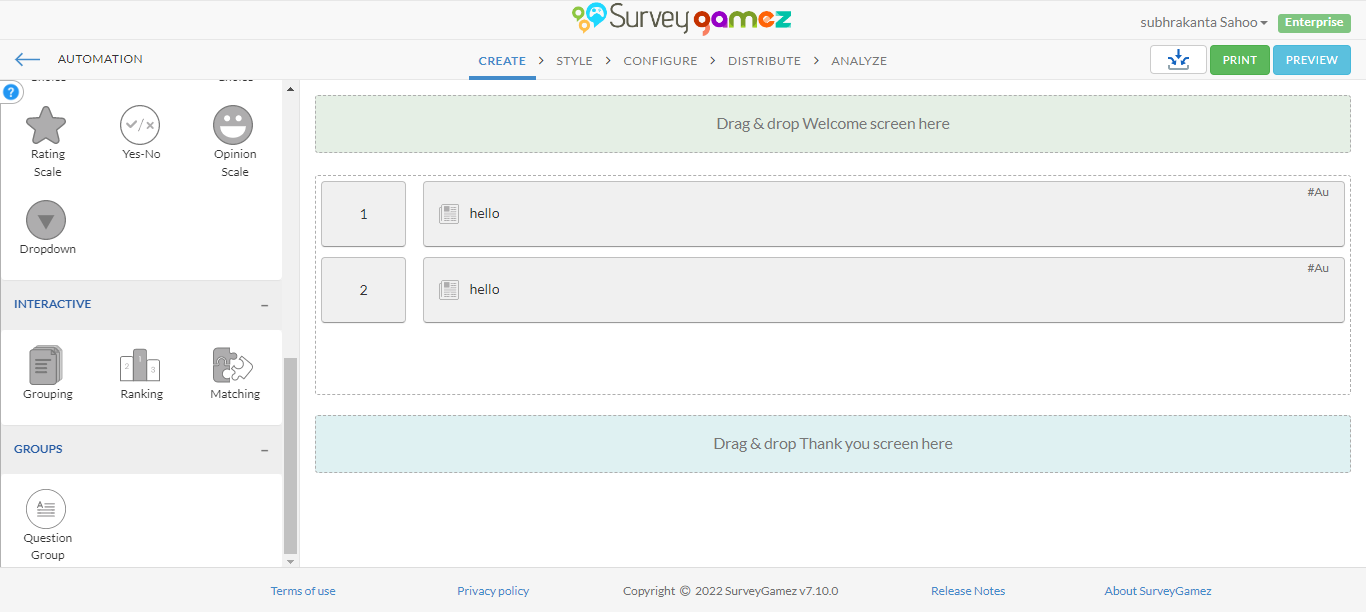 Survey gamez
subhrakanta Sahoo
Enterprise
AUTOMATION
CREATE > STYLE > CONFIGURE > DISTRIBUTE > ANALYZE
PRINT
PREVIEW
?
Rating
Scale
Yes-No
Opinion
Scale
Dropdown
INTERACTIVE –
Grouping
2 1 3
Ranking
Matching
GROUPS –
A
Question
Group
Drag & drop Welcome screen here
1
hello
#Au
2
hello
#Au
Drag & drop Thank you screen here
Terms of use
Privacy policy
Copyright © 2022 SurveyGamez v7.10.0
Release Notes
About SurveyGamez